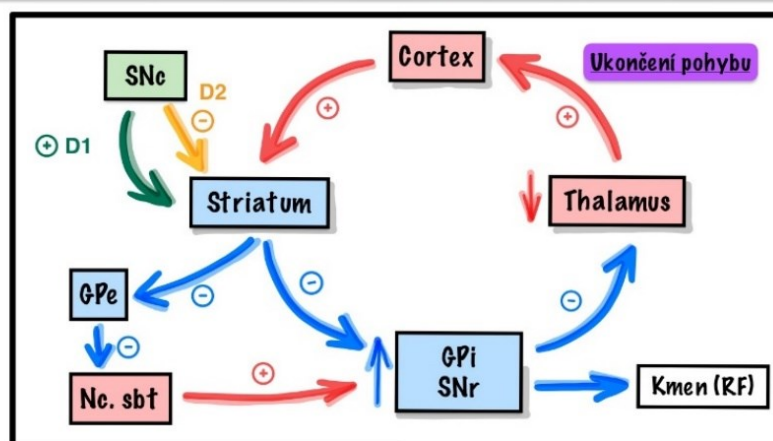 Cortex
Ukončení pohybu
SNc
D2
⊖
⊕
⊕
⊕ D1
Striatum
Thalamus
GPe
⊖
⊖
⊖
⊖
GPi
SNr
⊕
Nc. sbt
Kmen (RF)